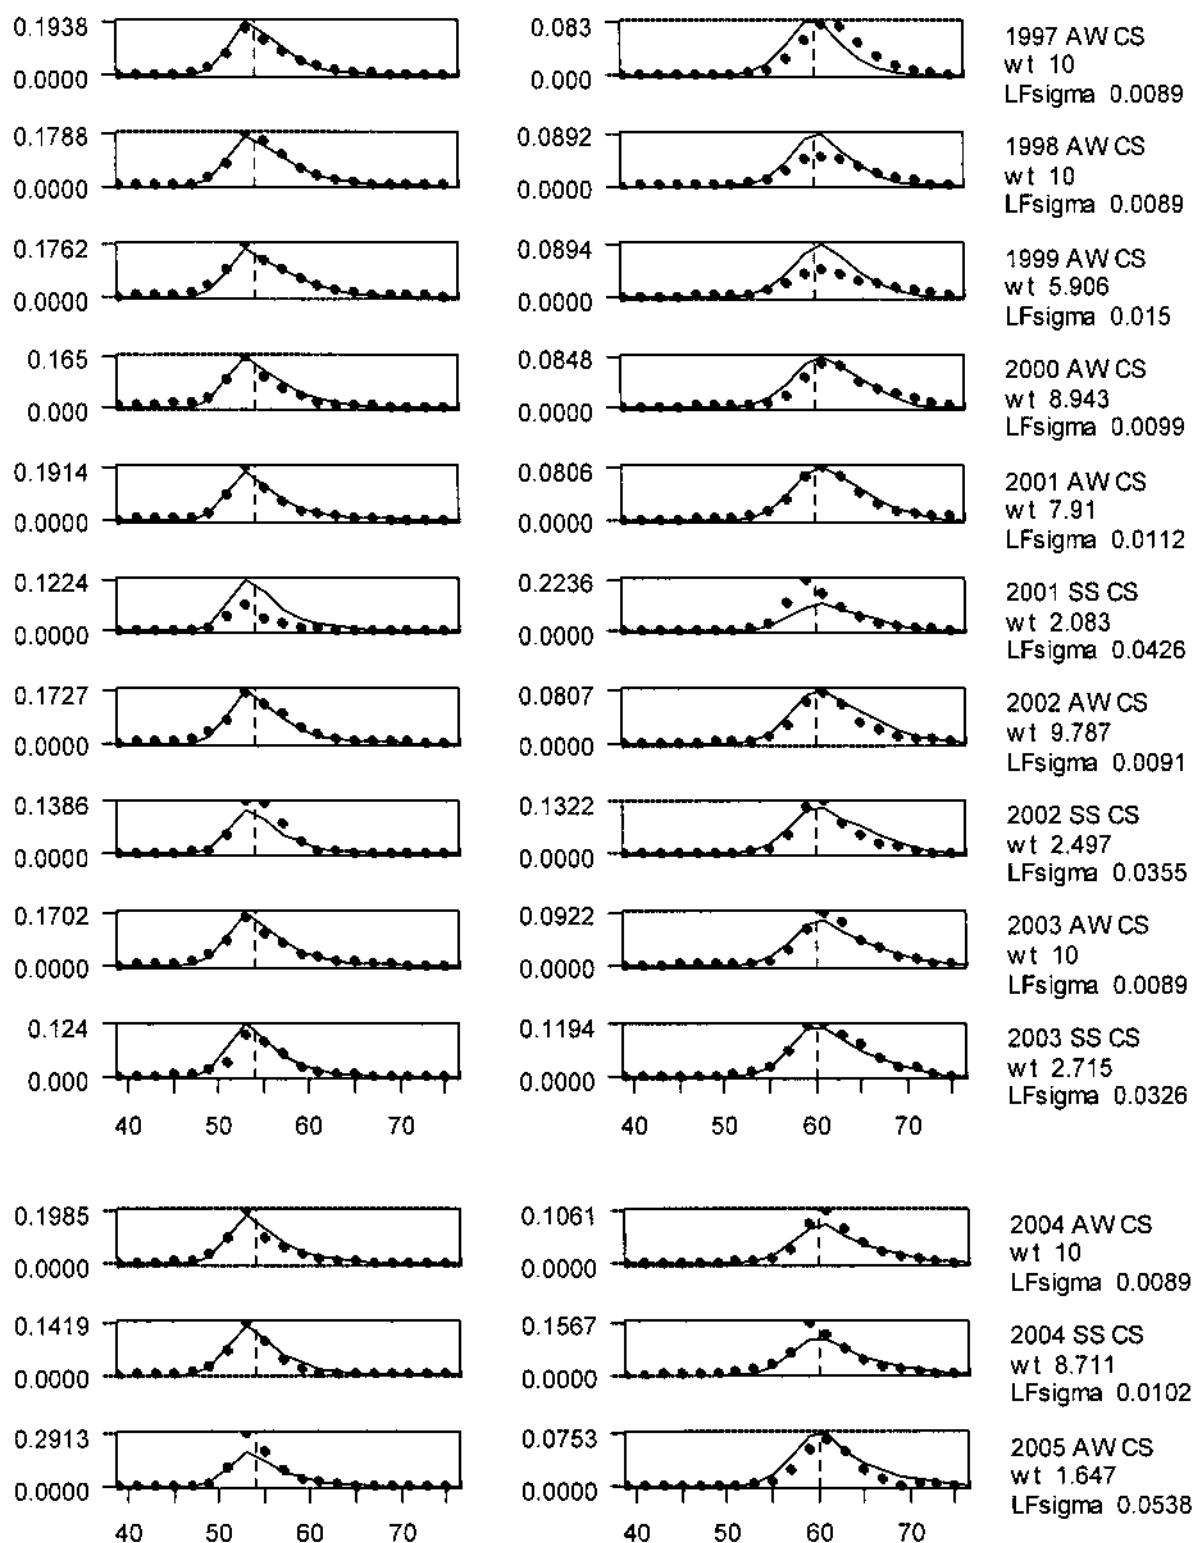 0.1938 0.083 1997 AW CS
wt 10
0.0000 0.000 LFsigma 0.0089
0.1788 0.0892 1998 AW CS
wt 10
0.0000 0.0000 LFsigma 0.0089
0.1762 0.0894 1999 AW CS
wt 5.906
0.0000 0.0000 LFsigma 0.015
0.165 0.0848 2000 AW CS
wt 8.943
0.000 0.0000 LFsigma 0.0099
0.1914 0.0806 2001 AW CS
wt 7.91
0.0000 0.0000 LFsigma 0.0112
0.1224 0.2236 2001 SS CS
wt 2.083
0.0000 0.0000 LFsigma 0.0426
0.1727 0.0807 2002 AW CS
wt 9.787
0.0000 0.0000 LFsigma 0.0091
0.1386 0.1322 2002 SS CS
wt 2.497
0.0000 0.0000 LFsigma 0.0355
0.1702 0.0922 2003 AW CS
wt 10
0.0000 0.0000 LFsigma 0.0089
0.124 0.1194 2003 SS CS
wt 2.715
0.000 0.0000 LFsigma 0.0326
40 50 60 70 40 50 60 70
0.1985 0.1061 2004 AW CS
wt 10
0.0000 0.0000 LFsigma 0.0089
0.1419 0.1567 2004 SS CS
wt 8.711
0.0000 0.0000 LFsigma 0.0102
0.2913 0.0753 2005 AW CS
wt 1.647
0.0000 0.0000 LFsigma 0.0538
40 50 60 70 40 50 60 70